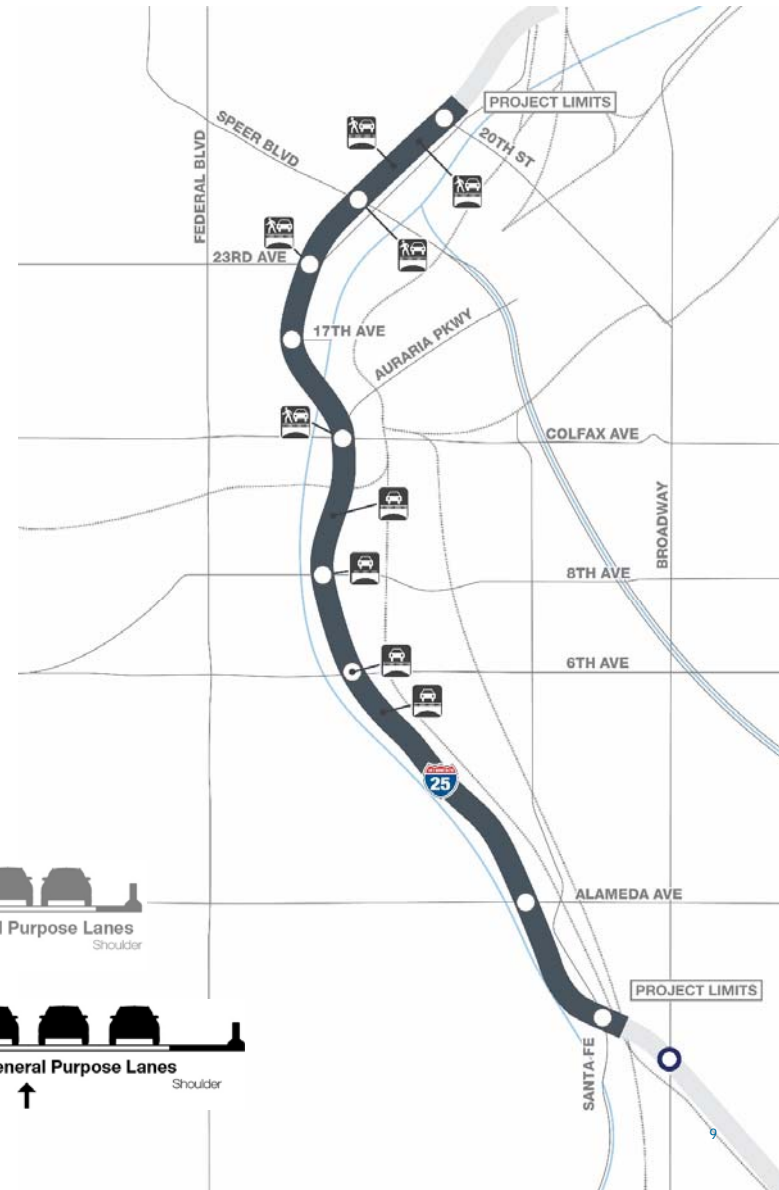 PROJECT LIMITS
SPEER BLVD
20TH ST
FEDERAL BLVD
23RD AVE
17TH AVE
AURARIA PKWY
COLFAX AVE
BROADWAY
8TH AVE
6TH AVE
25
ALAMEDA AVE
Purpose Lanes
Shoulder
PROJECT LIMITS
General Purpose Lanes
Shoulder
SANTA FE
9